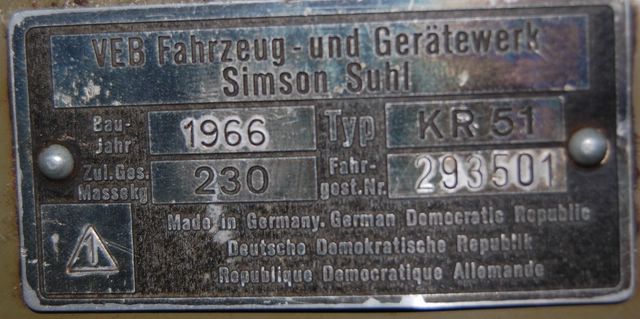 VEB Fahrzeug-und Gerätewerk
Simson Suhl
Bau-
jahr
1966
Typ
KR 51
Zul.Ges.
Massekg
230
Fahr-
gest.Nr.
293501
1
Made in Germany. German Democratic Republic
Deutsche Demokratische Republik
Republique Democratique Allemande